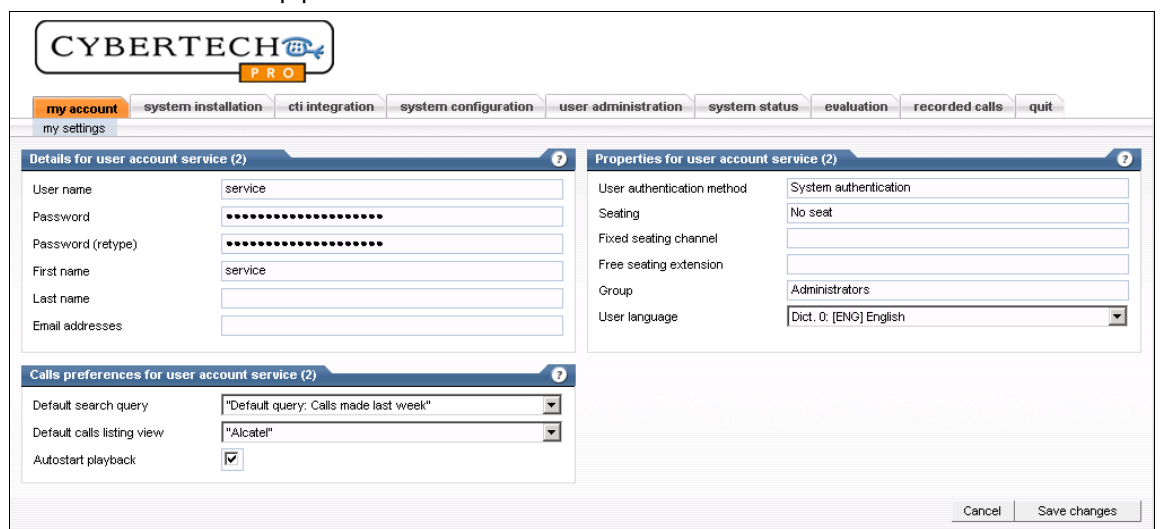 CYBERTECH
PRO
my account system installation cti integration system configuration user administration system status evaluation recorded calls quit
my settings
Details for user account service (2) ?
User name service
Password ••••••••••••••••••••
Password (retype) ••••••••••••••••••••
First name service
Last name
Email addresses
Properties for user account service (2) ?
User authentication method System authentication
Seating No seat
Fixed seating channel
Free seating extension
Group Administrators
User language Dict. 0: [ENG] English
Calls preferences for user account service (2) ?
Default search query "Default query: Calls made last week"
Default calls listing view "Alcatel"
Autostart playback
Cancel Save changes